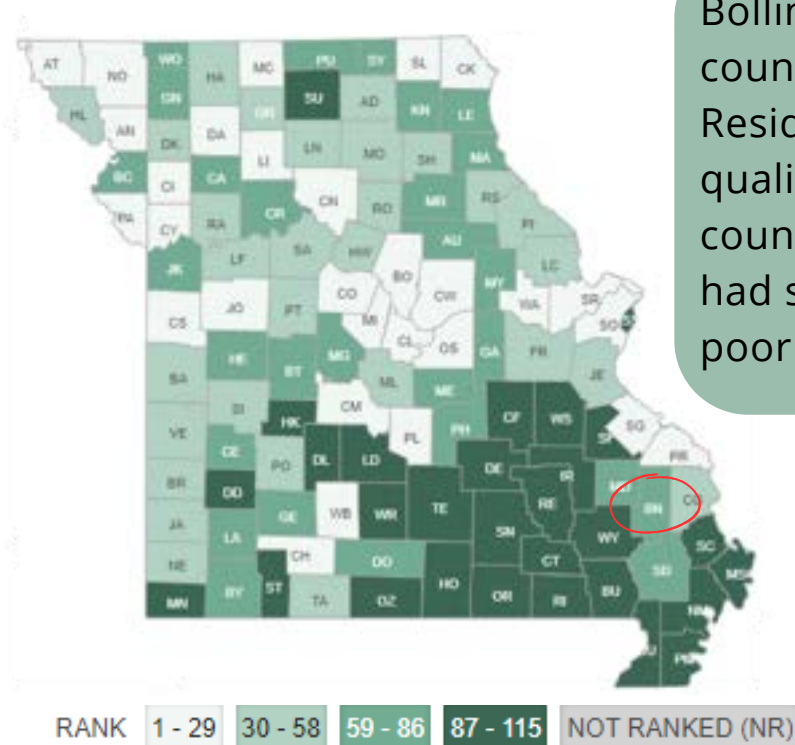 Bollin
coun
Resid
quali
coun
had s
poor
AT NO WO HA MC PU SY SL CK
HL AN GN DK DA GR SU AD KN LE
BC CI CA LI LN MO SH MA
PA CY RA CR CN RO MR RS PI
JK LF SA HW BO AU LC
CS JO PT CO CW MY WA SR
MI CL OS SO
BA HE BT MG GA FR JE
ML ME
VE DI HK CM PL PH CF WS SG
CE PO DL LD DE PR
BR DD IR BN
JA LA GE WB WR TE SN RE WY SC
NE CH DO CT SD MS
MN BY ST TA OZ HO OR RI BU
RANK 1 - 29 30 - 58 59 - 86 87 - 115 NOT RANKED (NR)